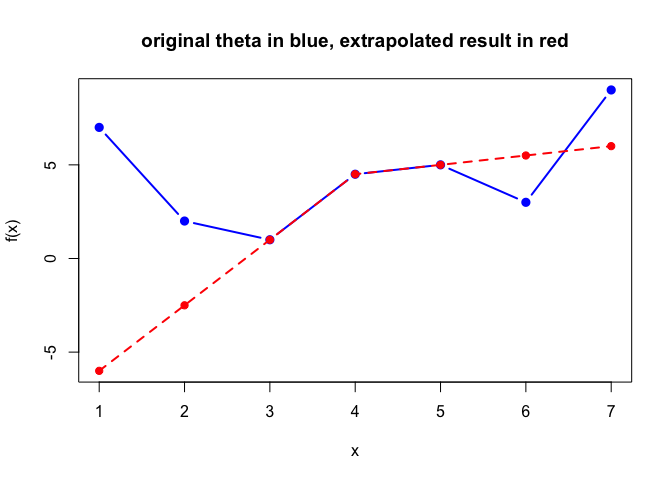 original theta in blue, extrapolated result in red
f(x)
5
0
-5
1 2 3 4 5 6 7
x